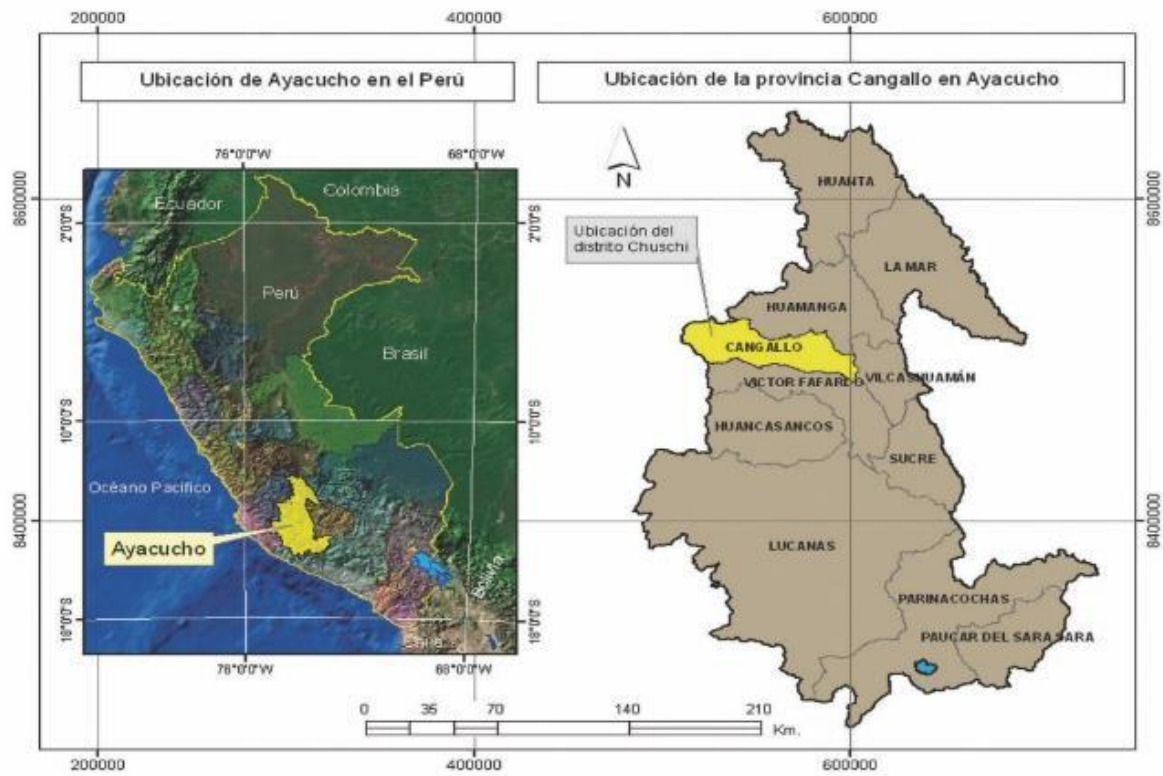 200000 400000 600000
Ubicación de Ayacucho en el Perú
Ubicación de la provincia Cangallo en Ayacucho
76°0'0"W 68°0'0"W
N
8600000 8600000
2°0'0"S 2°0'0"S
Ecuador
Colombia
Perú
Brasil
10°0'0"S 10°0'0"S
Océano Pacífico
Ayacucho
Bolivia
Chile
8400000 8400000
18°0'0"S 18°0'0"S
76°0'0"W 68°0'0"W
Ubicación del
distrito Chuschi
HUANTA
LA MAR
HUAMANGA
CANGALLO
VICTOR FAFARDO
VILCASHUAMÁN
HUANCASANCOS
SUCRE
LUCANAS
PARINACOCHAS
PAUCAR DEL SARA SARA
0 35 70 140 210
Km.
200000 400000 600000